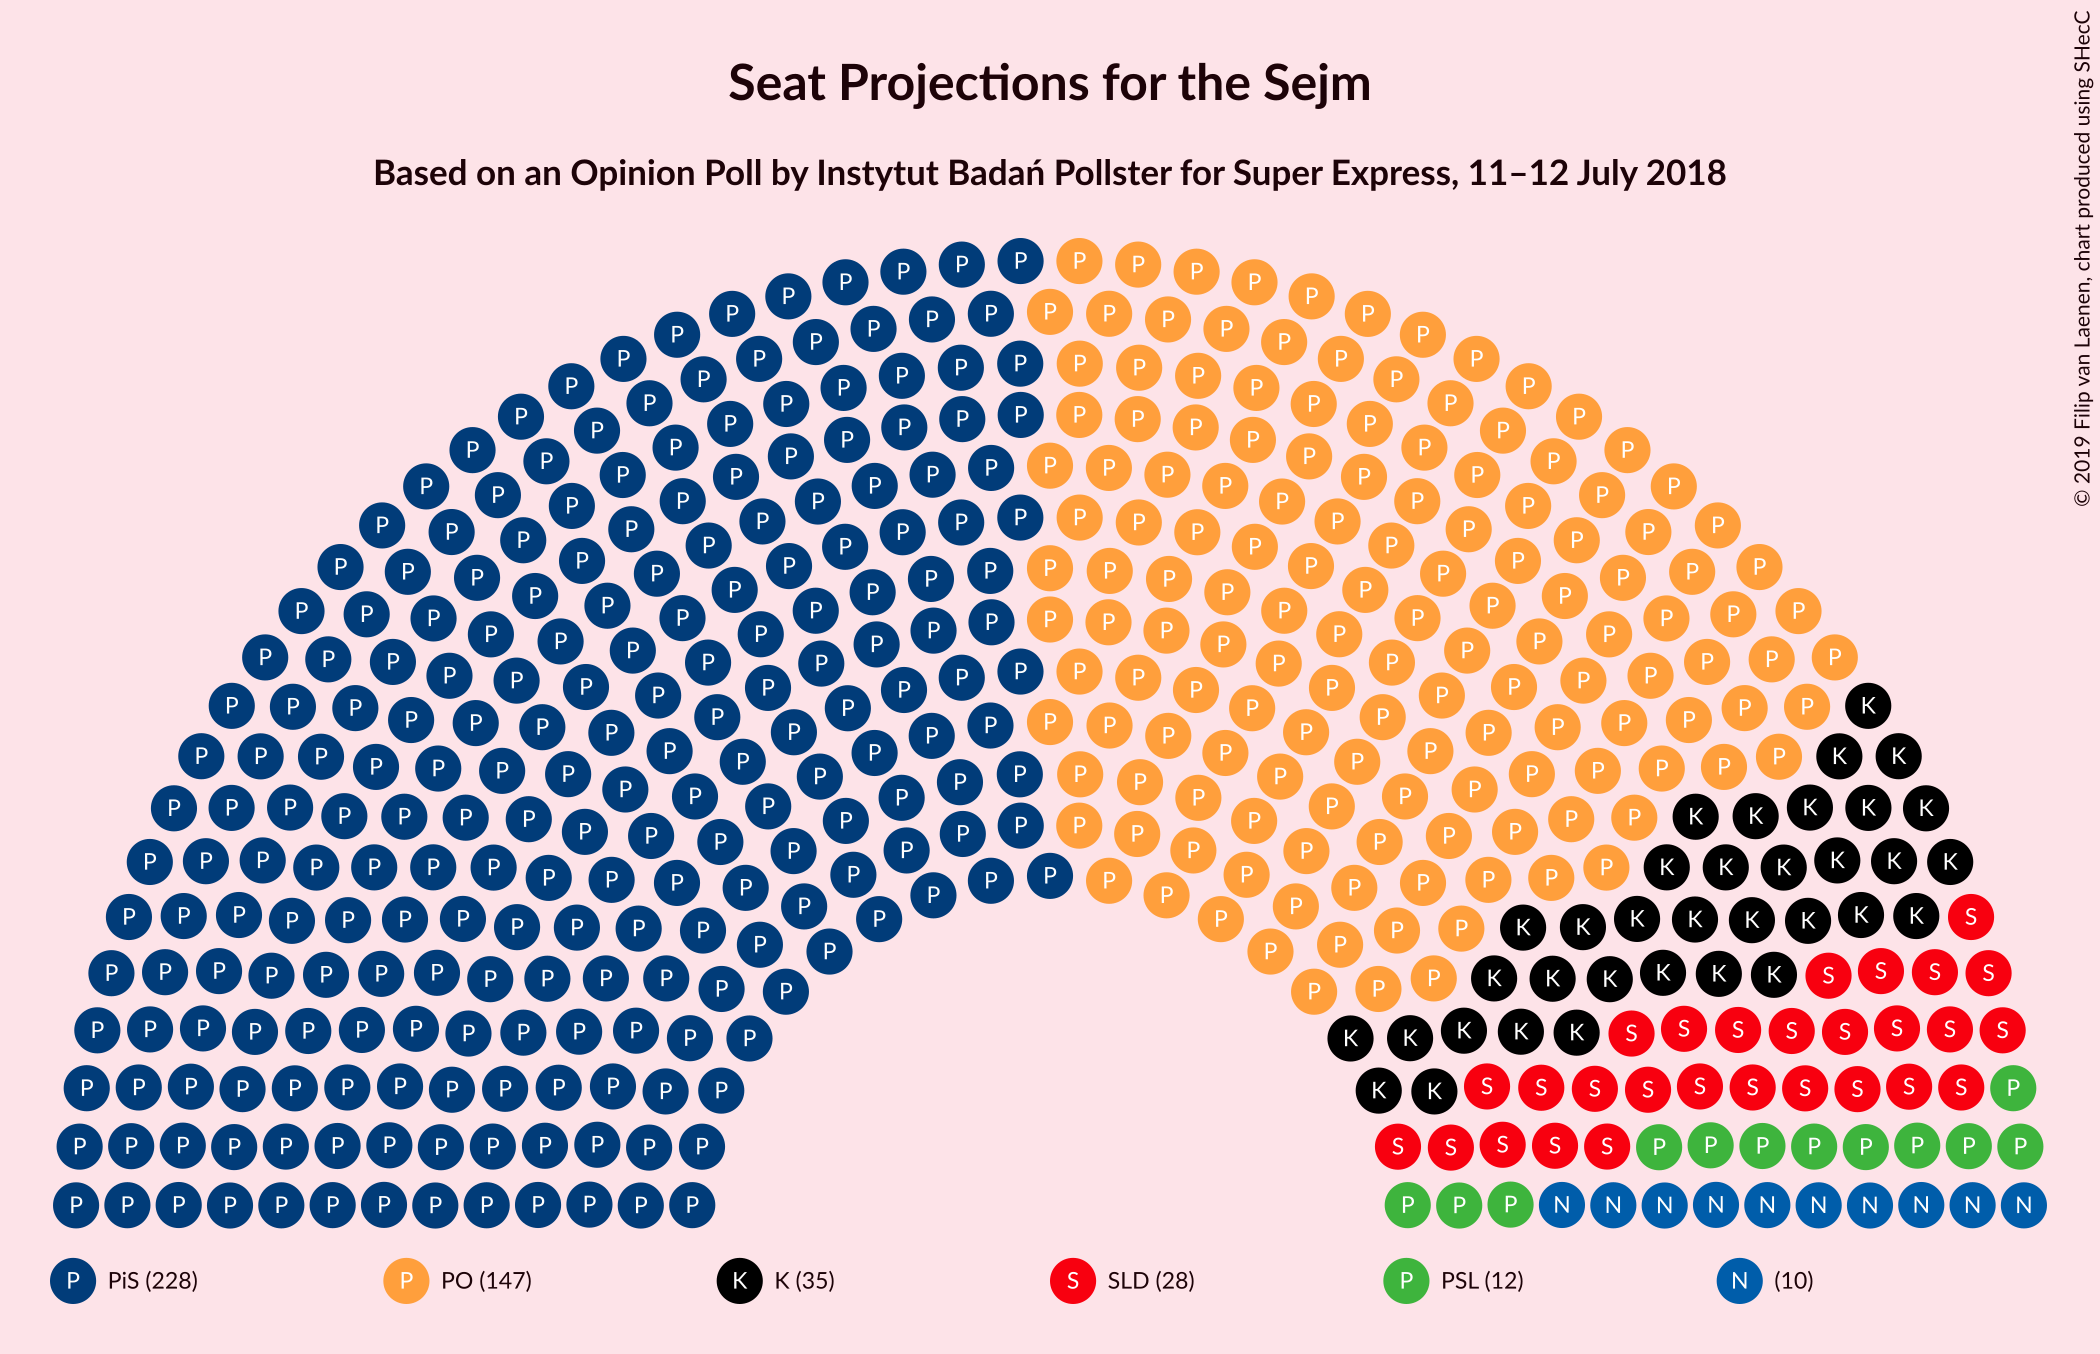 Seat Projections for the Sejm
Based on an Opinion Poll by Instytut Badań Pollster for Super Express, 11–12 July 2018
© 2019 Filip van Laenen, chart produced using SHecC
P PiS (228)
P PO (147)
K K (35)
S SLD (28)
P PSL (12)
N (10)